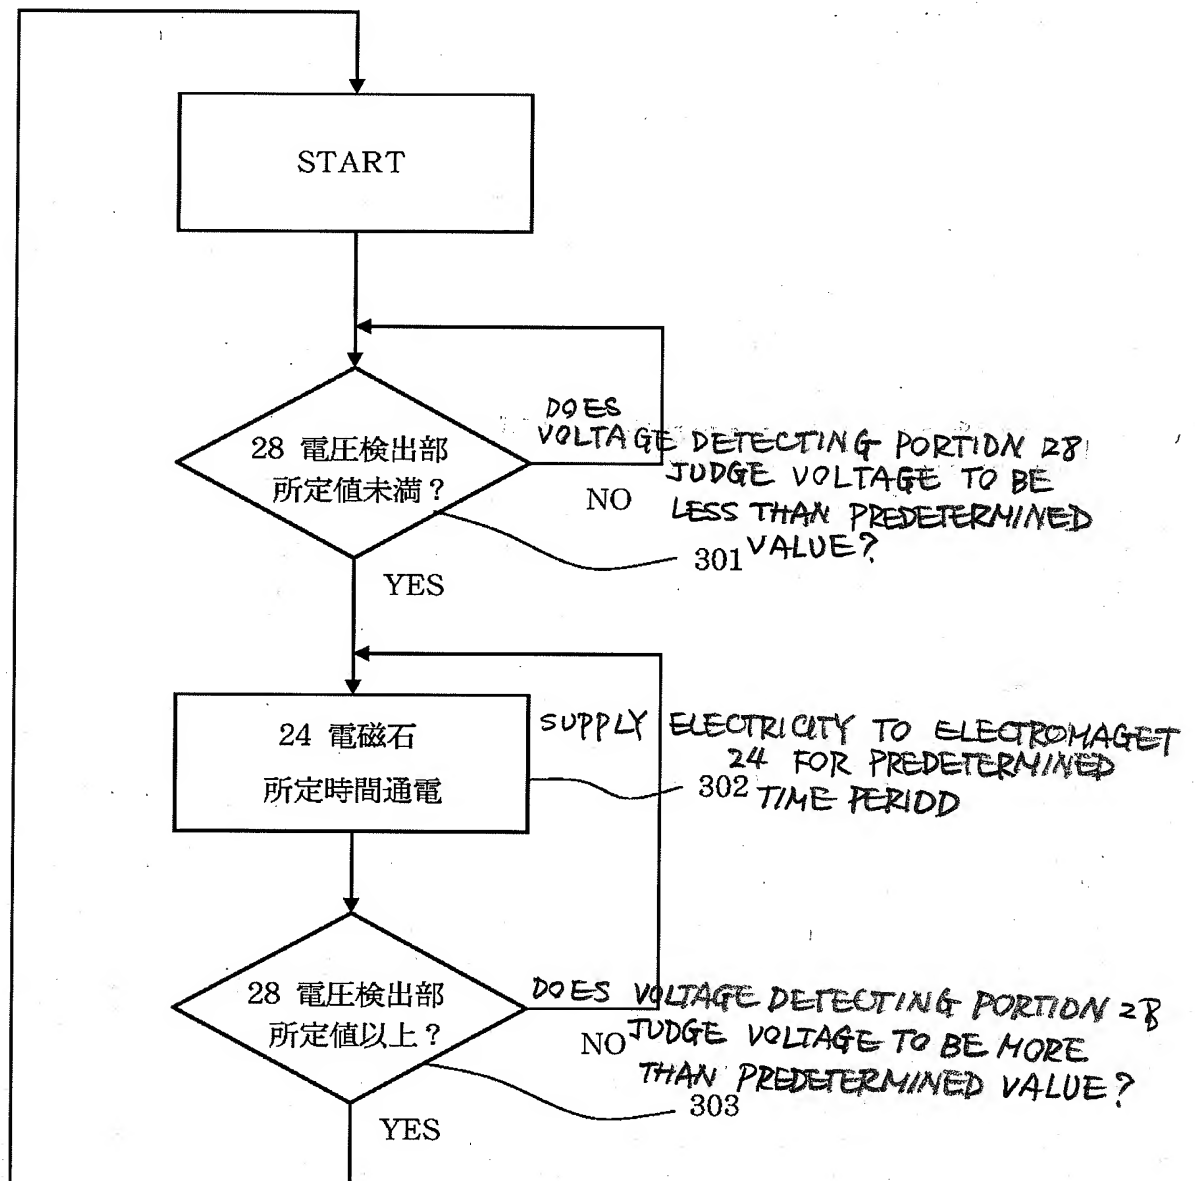 START
28 電圧検出部
所定値未満？
DOES
VOLTAGE DETECTING PORTION 28
JUDGE VOLTAGE TO BE
LESS THAN PREDETERMINED
VALUE?
NO
301
YES
24 電磁石
所定時間通電
SUPPLY ELECTRICITY TO ELECTROMAGET
24 FOR PREDETERMINED
TIME PERIOD
302
28 電圧検出部
所定値以上？
DOES VOLTAGE DETECTING PORTION 28
JUDGE VOLTAGE TO BE MORE
THAN PREDETERMINED VALUE?
NO
303
YES